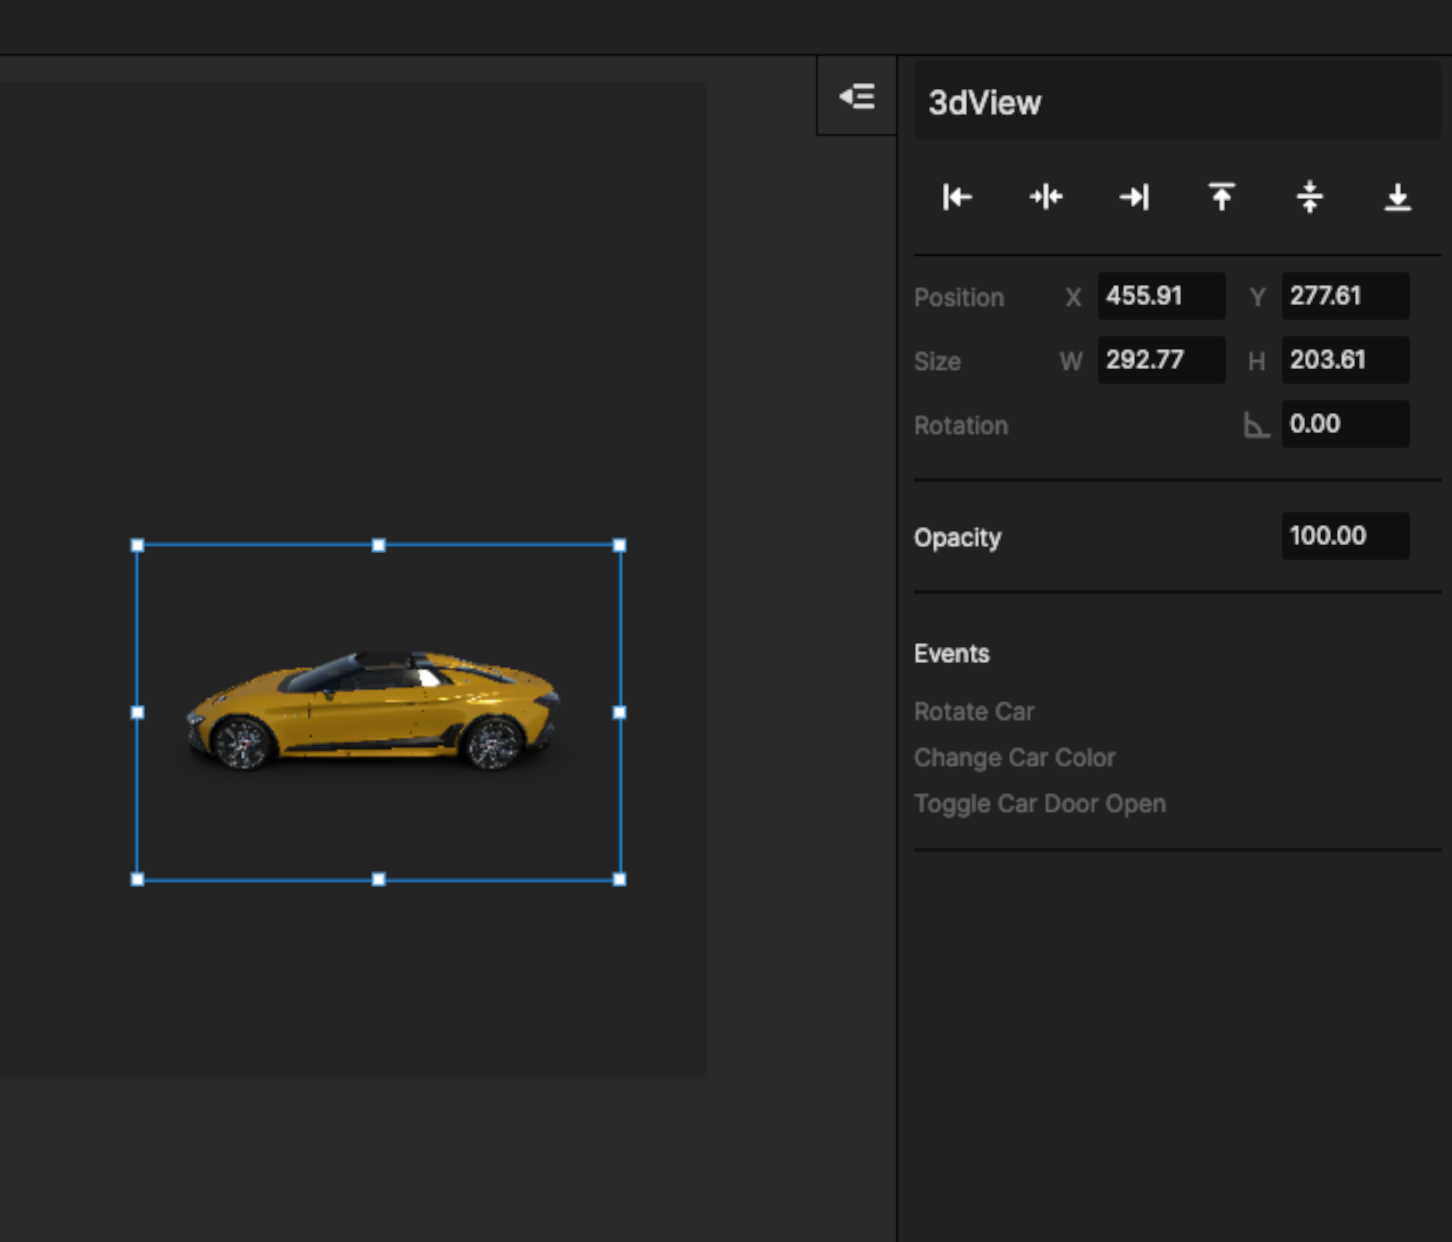 3dView
Position X 455.91 Y 277.61
Size W 292.77 H 203.61
Rotation 0.00
Opacity 100.00
Events
Rotate Car
Change Car Color
Toggle Car Door Open